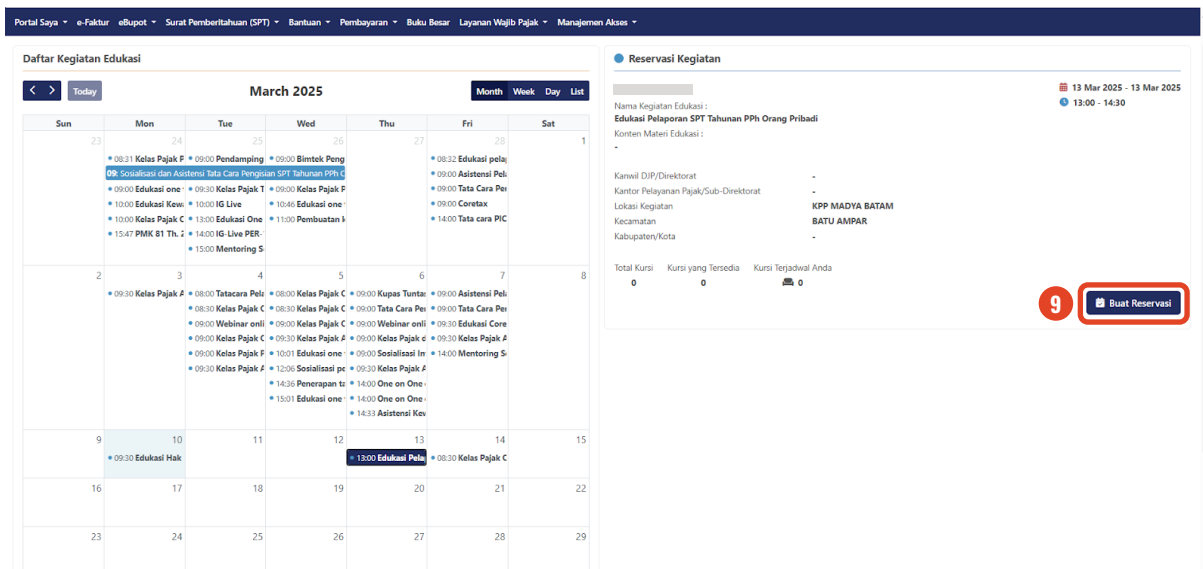 Portal Saya e-Faktur eBupot Surat Pemberitahuan (SPT) Bantuan Pembayaran Buku Besar Layanan Wajib Pajak Manajemen Akses
Daftar Kegiatan Edukasi
Today
March 2025
Month Week Day List
Sun Mon Tue Wed Thu Fri Sat
23 24 25 26 27 28 1
08:31 Kelas Pajak P 09:00 Pendamping 09:00 Bimtek Peng 08:32 Edukasi pelaj
09: Sosialisasi dan Asistensi Tata Cara Pengisian SPT Tahunan PPh C 09:00 Asistensi Pela
09:00 Edukasi one 09:30 Kelas Pajak T 09:00 Kelas Pajak P 09:00 Tata Cara Per
10:00 Edukasi Kewa 10:00 IG Live 10:46 Edukasi one 09:00 Coretax
10:00 Kelas Pajak C 13:00 Edukasi One 11:00 Pembuatan k 14:00 Tata cara PIC
15:47 PMK 81 Th. 2 14:00 IG-Live PER-
15:00 Mentoring S
2 3 4 5 6 7 8
09:30 Kelas Pajak A 08:00 Tatacara Pela 08:00 Kelas Pajak C 09:00 Kupas Tuntas 09:00 Asistensi Pela
08:30 Kelas Pajak C 08:30 Kelas Pajak C 09:00 Tata Cara Per 09:00 Tata Cara Per
09:00 Webinar onli 09:00 Kelas Pajak C 09:00 Webinar onli 09:30 Edukasi Core
09:00 Kelas Pajak C 09:30 Kelas Pajak A 09:00 Kelas Pajak d 09:30 Kelas Pajak A
09:00 Kelas Pajak P 10:01 Edukasi one 09:00 Sosialisasi Im 14:00 Mentoring S
09:30 Kelas Pajak A 12:06 Sosialisasi pe 09:30 Kelas Pajak A
14:36 Penerapan ta 14:00 One on One
15:01 Edukasi one 14:00 One on One
14:33 Asistensi Kew
9 10 11 12 13 14 15
09:30 Edukasi Hak 13:00 Edukasi Pela 08:30 Kelas Pajak C
16 17 18 19 20 21 22
23 24 25 26 27 28 29
Reservasi Kegiatan
13 Mar 2025 - 13 Mar 2025
13:00 - 14:30
Nama Kegiatan Edukasi :
Edukasi Pelaporan SPT Tahunan PPh Orang Pribadi
Konten Materi Edukasi :
-
Kanwil DJP/Direktorat -
Kantor Pelayanan Pajak/Sub-Direktorat -
Lokasi Kegiatan KPP MADYA BATAM
Kecamatan BATU AMPAR
Kabupaten/Kota -
Total Kursi Kursi yang Tersedia Kursi Terjadwal Anda
0 0 0
9 Buat Reservasi